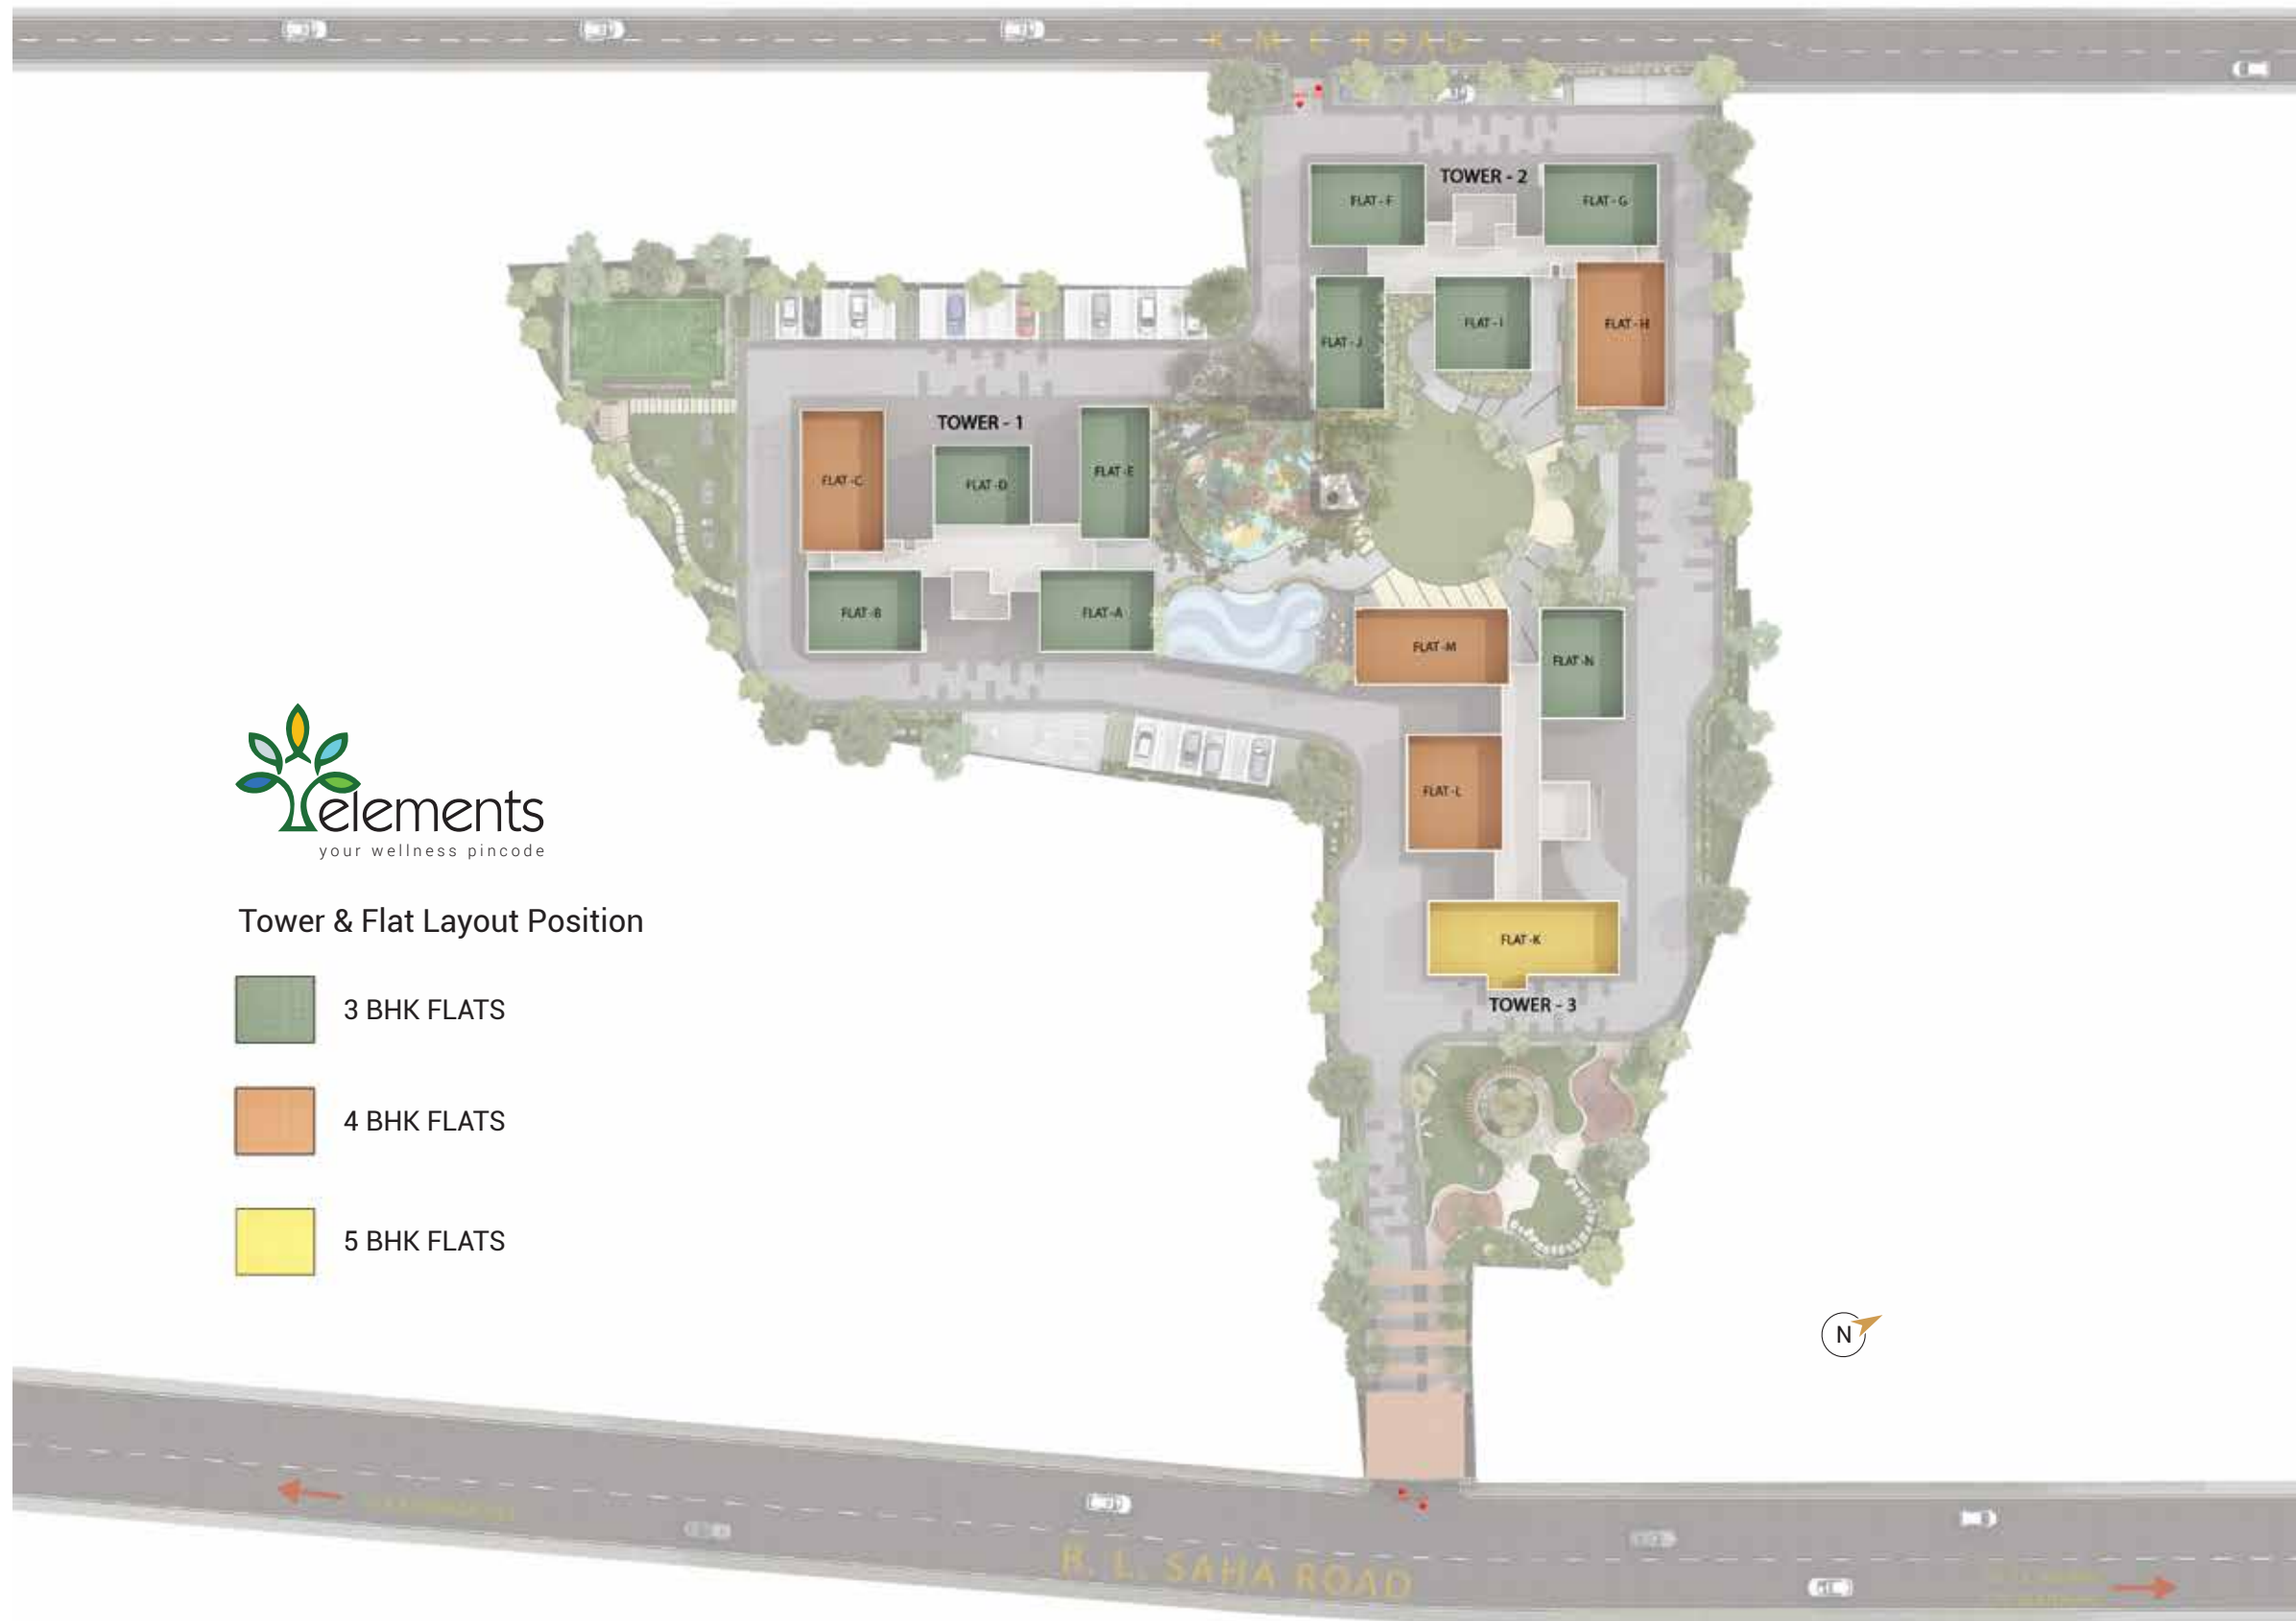 K. M. C ROAD
TOWER - 2
FLAT - F
FLAT - G
FLAT - H
FLAT - I
FLAT - J
TOWER - 1
FLAT -C
FLAT -D
FLAT -E
FLAT -B
FLAT -A
FLAT -M
FLAT -N
FLAT -L
FLAT -K
TOWER - 3
elements
your wellness pincode
Tower & Flat Layout Position
3 BHK FLATS
4 BHK FLATS
5 BHK FLATS
N
R. L. SAHA ROAD